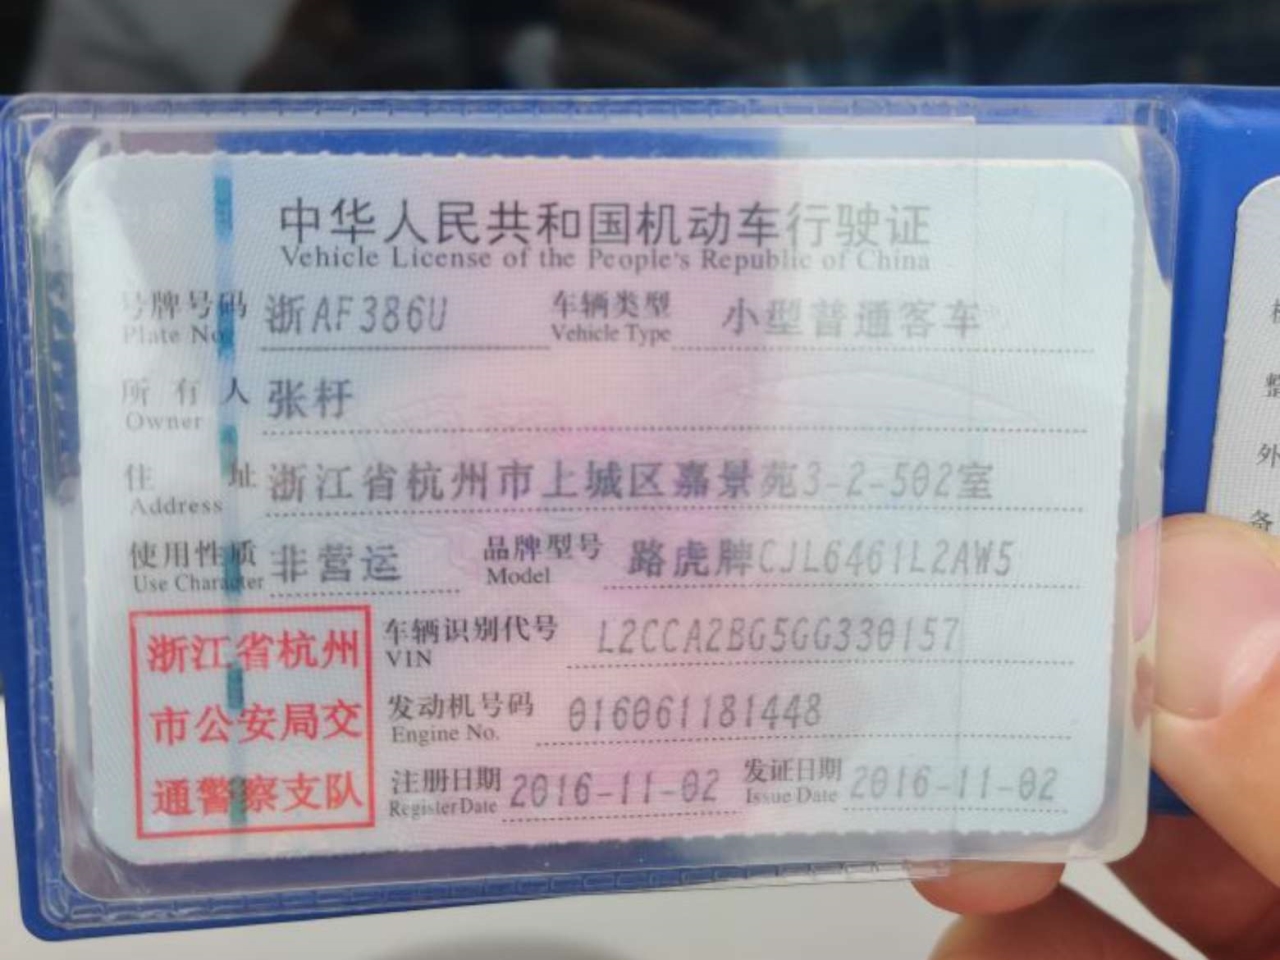 中华人民共和国机动车行驶证
Vehicle License of the People's Republic of China
号牌号码 浙AF386U 车辆类型 小型普通客车
Plate No. Vehicle Type
所有人 张杍
Owner
住址 浙江省杭州市上城区嘉景苑3-2-502室
Address
使用性质 非营运 品牌型号 路虎牌CJL6461L2AW5
Use Character Model
浙江省杭州
市公安局交
通警察支队
车辆识别代号 L2CCA2BG5GG330157
VIN
发动机号码 016061181448
Engine No.
注册日期 2016-11-02 发证日期 2016-11-02
Register Date Issue Date
整
外
备